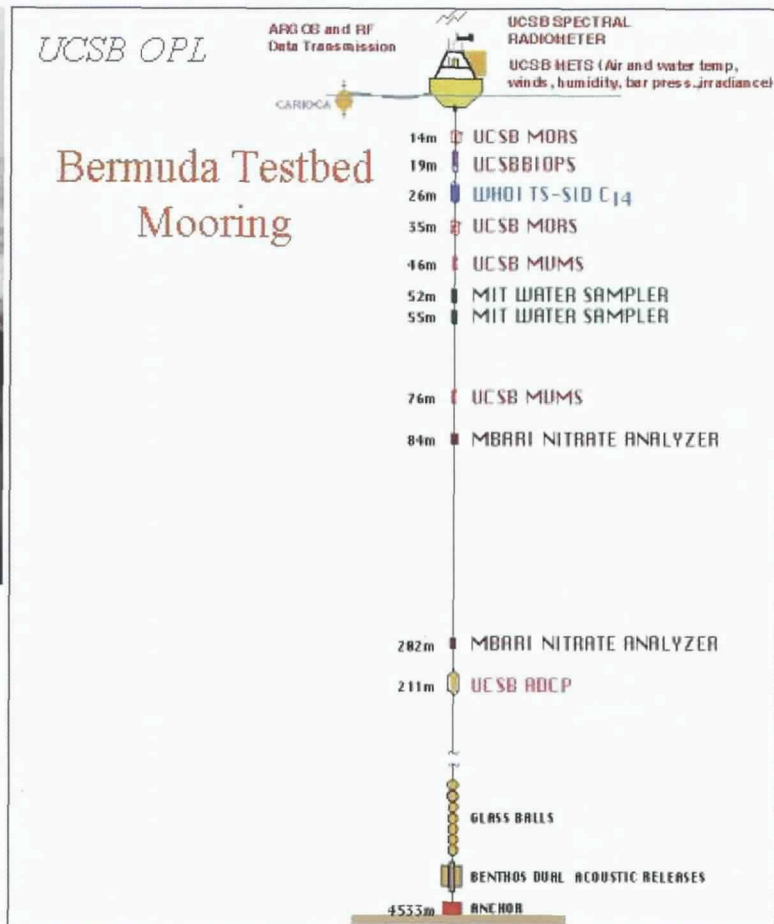 UCSB OPL
ARGOS and RF
Data Transmission
UCSB SPECTRAL
RADIOMETER
UCSB METS (Air and water temp,
winds, humidity, bar press., irradiance)
CARIOCA
Bermuda Testbed
Mooring
14m UCSB MORS
19m UCSBBIOPS
26m WHOI TS-SID C14
35m UCSB MORS
46m UCSB MVMS
52m MIT WATER SAMPLER
55m MIT WATER SAMPLER
76m UCSB MVMS
84m MBARI NITRATE ANALYZER
202m MBARI NITRATE ANALYZER
211m UCSB ADCP
GLASS BALLS
BENTHOS DUAL ACOUSTIC RELEASES
4533m ANCHOR